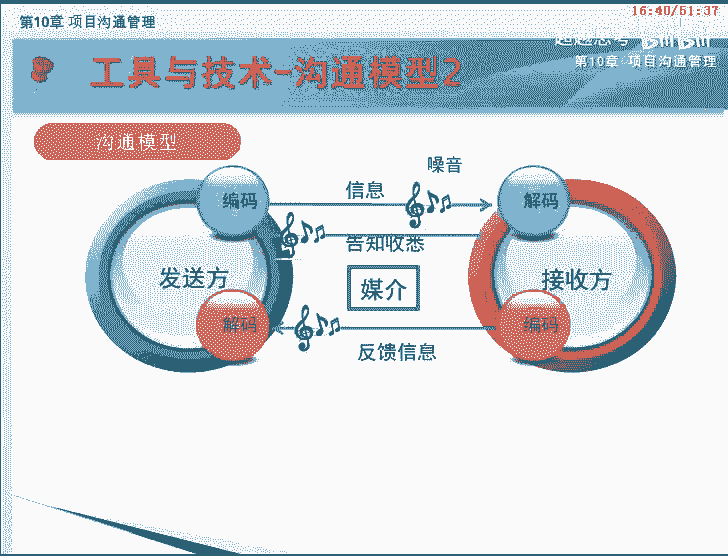 第10章 项目沟通管理
16:40/51:37
bilibili
第10章:项目沟通管理
工具与技术-沟通模型2
沟通模型
噪音
编码
信息
解码
告知收悉
发送方
媒介
接收方
解码
编码
反馈信息